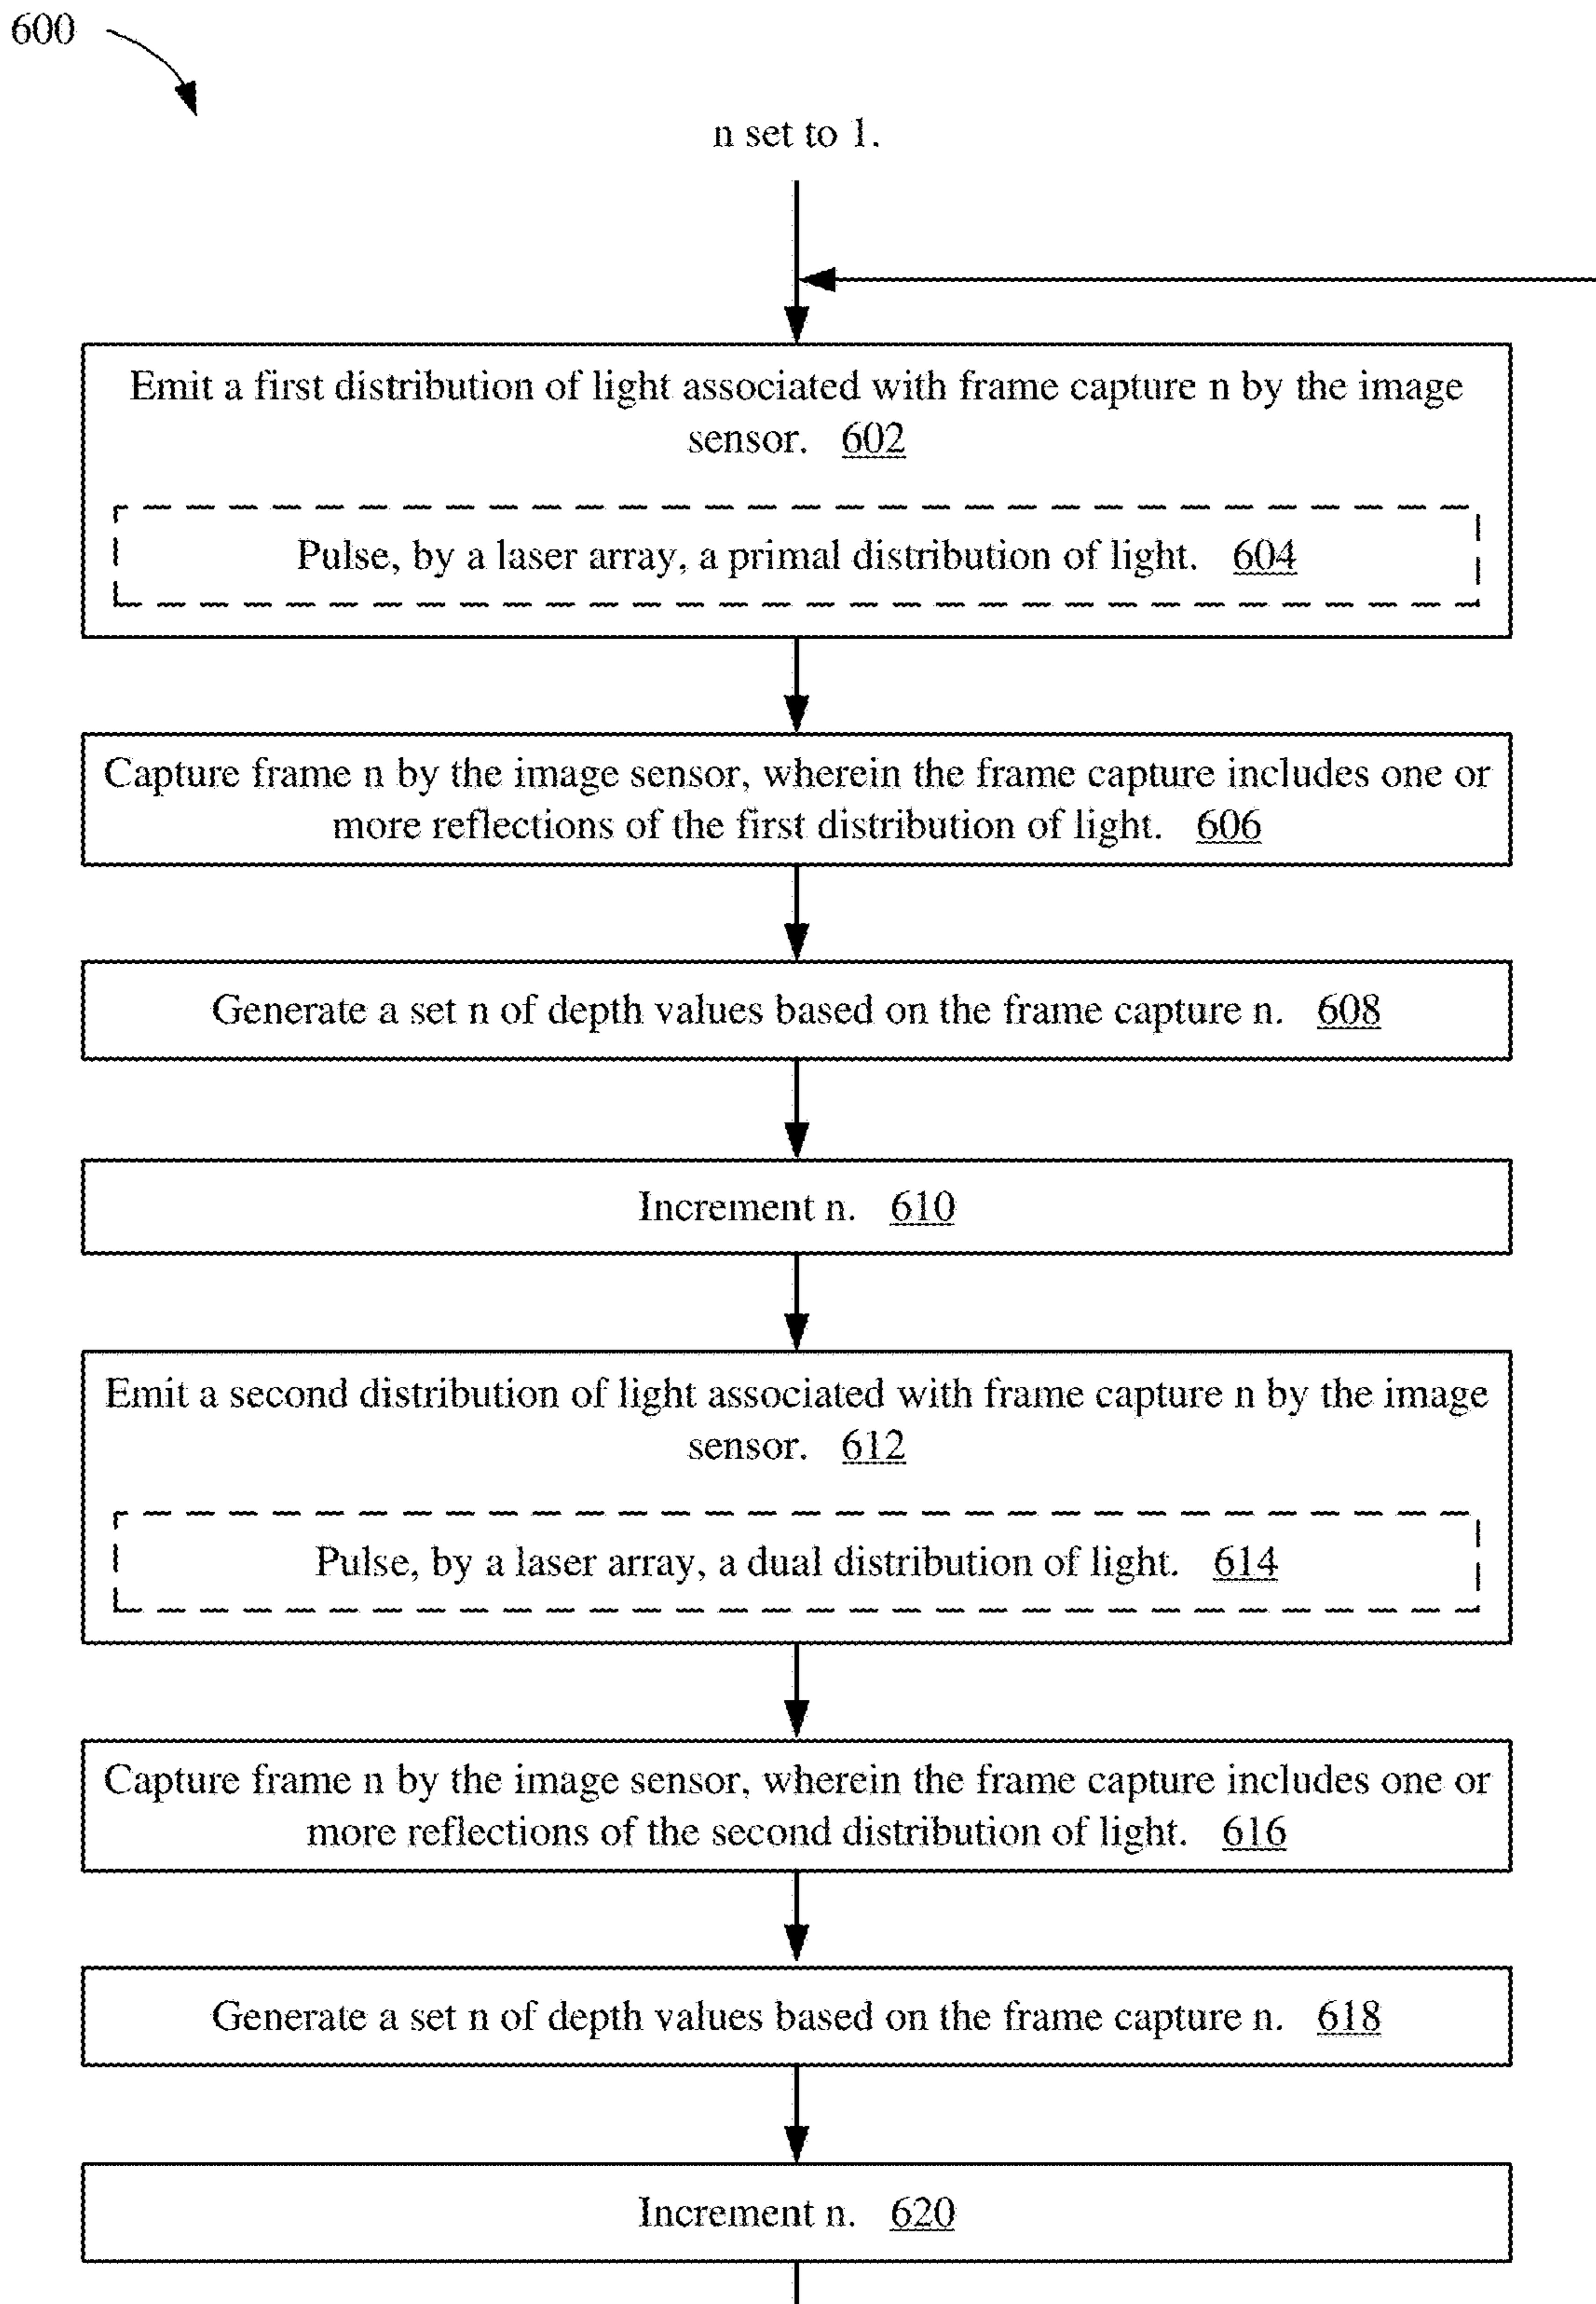 600
n set to 1.
Emit a first distribution of light associated with frame capture n by the image
sensor. 602
Pulse, by a laser array, a primal distribution of light. 604
Capture frame n by the image sensor, wherein the frame capture includes one or
more reflections of the first distribution of light. 606
Generate a set n of depth values based on the frame capture n. 608
Increment n. 610
Emit a second distribution of light associated with frame capture n by the image
sensor. 612
Pulse, by a laser array, a dual distribution of light. 614
Capture frame n by the image sensor, wherein the frame capture includes one or
more reflections of the second distribution of light. 616
Generate a set n of depth values based on the frame capture n. 618
Increment n. 620